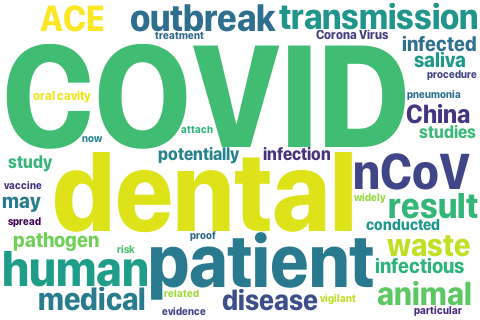 ACE outbreak transmission
treatment Corona Virus
infected
saliva
procedure
COVID
oral cavity
pneumonia
China
attach
now
studies
potentially infection
study
dental
nCoV
vaccine
may
widely
result
spread
conducted
pathogen
proof
patient
waste
risk
human
infectious
animal
related
medical
disease
vigilant
evidence
particular